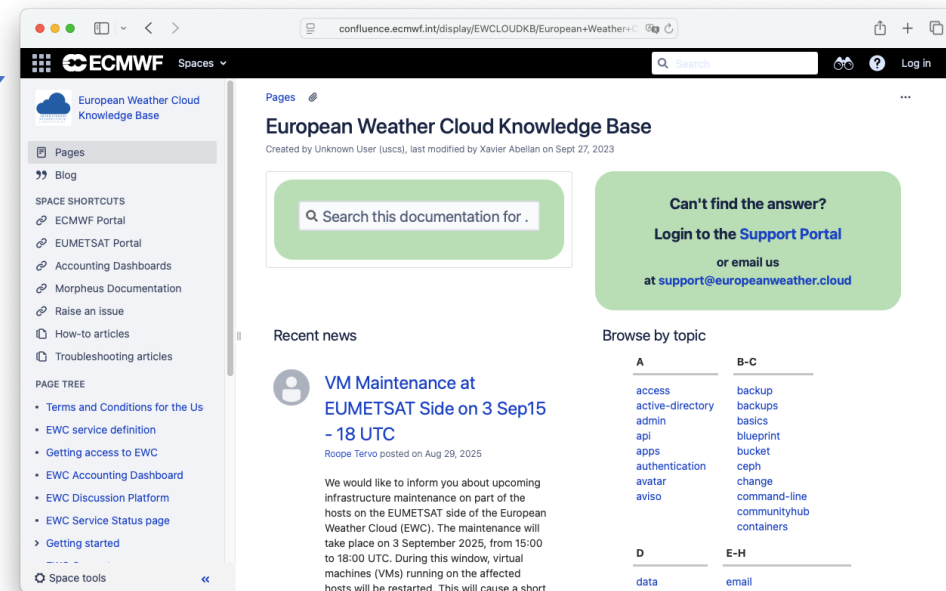 confluence.ecmwf.int/display/EWCLOUDKB/European+Weather+C
ECMWF
Spaces
Search
?
Log in
European Weather Cloud
Knowledge Base
Pages
Blog
SPACE SHORTCUTS
ECMWF Portal
EUMETSAT Portal
Accounting Dashboards
Morpheus Documentation
Raise an issue
How-to articles
Troubleshooting articles
PAGE TREE
Terms and Conditions for the Us
EWC service definition
Getting access to EWC
EWC Accounting Dashboard
EWC Discussion Platform
EWC Service Status page
Getting started
Space tools
Pages
European Weather Cloud Knowledge Base
Created by Unknown User (uscs), last modified by Xavier Abellan on Sept 27, 2023
Search this documentation for .
Can't find the answer?
Login to the Support Portal
or email us
at support@europeanweather.cloud
Recent news
VM Maintenance at
EUMETSAT Side on 3 Sep15
- 18 UTC
Roope Tervo posted on Aug 29, 2025
We would like to inform you about upcoming
infrastructure maintenance on part of the
hosts on the EUMETSAT side of the European
Weather Cloud (EWC). The maintenance will
take place on 3 September 2025, from 15:00
to 18:00 UTC. During this window, virtual
machines (VMs) running on the affected
hosts will be restarted. This will cause a short
Browse by topic
A
access
active-directory
admin
api
apps
authentication
avatar
aviso
B-C
backup
backups
basics
blueprint
bucket
ceph
change
command-line
communityhub
containers
D
data
E-H
email